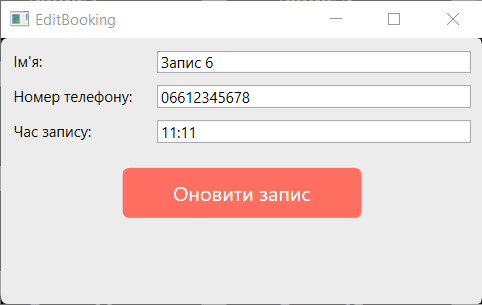 EditBooking
Ім'я: Запис 6
Номер телефону: 06612345678
Час запису: 11:11
Оновити запис